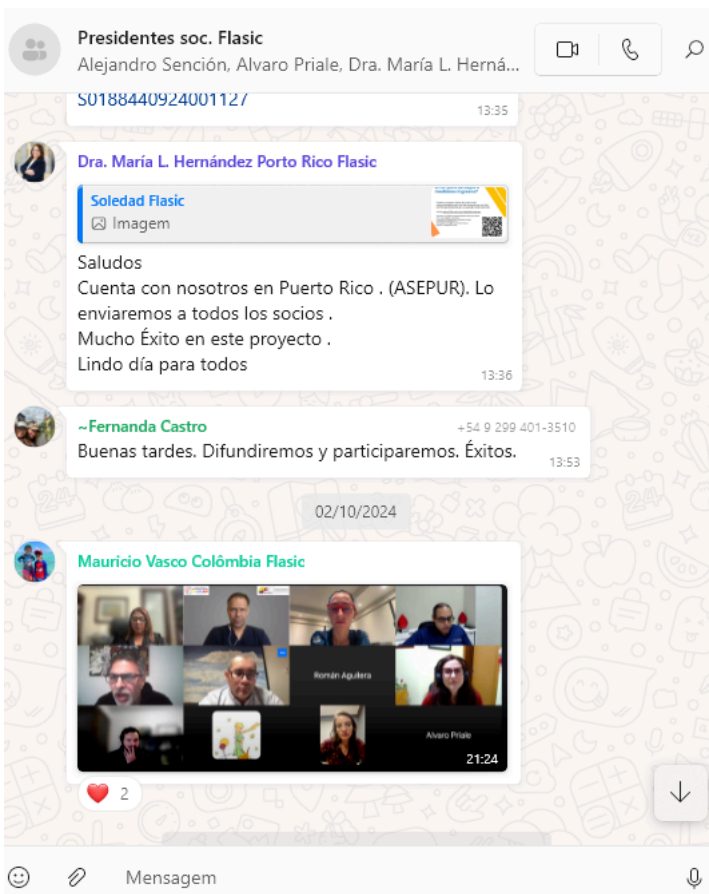 Presidentes soc. Flasic
Alejandro Sención, Alvaro Priale, Dra. María L. Herná...
S0188440924001127
13:35
Dra. María L. Hernández Porto Rico Flasic
Soledad Flasic
Imagem
Saludos
Cuenta con nosotros en Puerto Rico . (ASEPUR). Lo
enviaremos a todos los socios .
Mucho Éxito en este proyecto .
Lindo día para todos
13:36
~Fernanda Castro
+54 9 299 401-3510
Buenas tardes. Difundiremos y participaremos. Éxitos.
13:53
02/10/2024
Mauricio Vasco Colômbia Flasic
Román Aguilera
Alvaro Priale
21:24
2
Mensagem